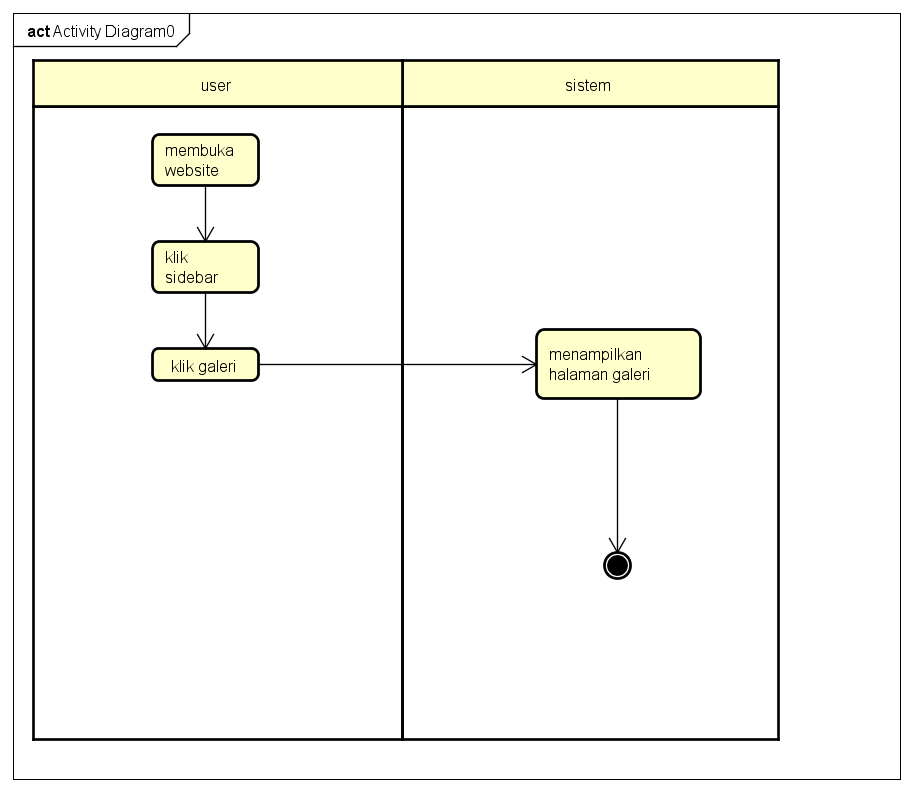 act Activity Diagram0
user
sistem
membuka
website
klik
sidebar
klik galeri
menampilkan
halaman galeri